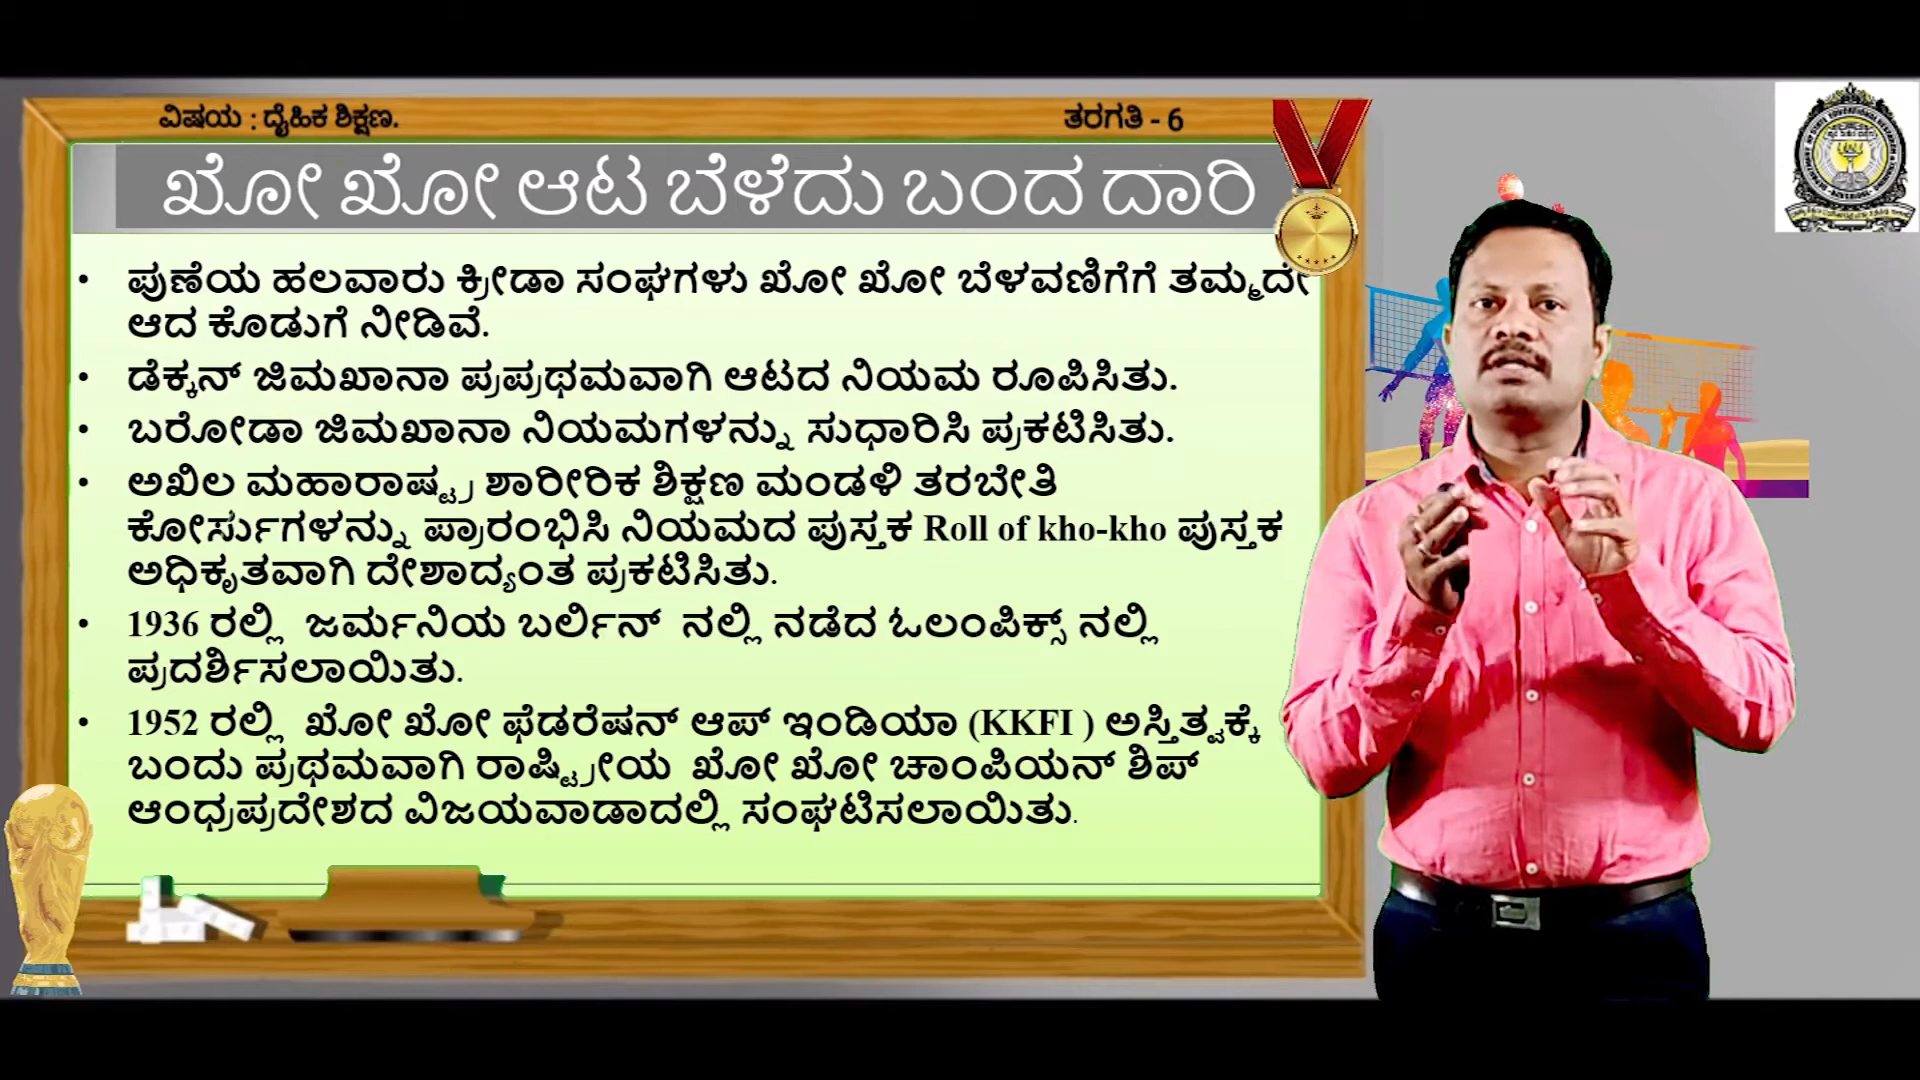 ವಿಷಯ : ದೈಹಿಕ ಶಿಕ್ಷಣ.
ತರಗತಿ - 6
ಖೋ ಖೋ ಆಟ ಬೆಳೆದು ಬಂದ ದಾರಿ
• ಪುಣೆಯ ಹಲವಾರು ಕ್ರೀಡಾ ಸಂಘಗಳು ಖೋ ಖೋ ಬೆಳವಣಿಗೆಗೆ ತಮ್ಮದೇ
ಆದ ಕೊಡುಗೆ ನೀಡಿವೆ.
• ಡೆಕ್ಕನ್ ಜಿಮಖಾನಾ ಪ್ರಪ್ರಥಮವಾಗಿ ಆಟದ ನಿಯಮ ರೂಪಿಸಿತು.
• ಬರೋಡಾ ಜಿಮಖಾನಾ ನಿಯಮಗಳನ್ನು ಸುಧಾರಿಸಿ ಪ್ರಕಟಿಸಿತು.
• ಅಖಿಲ ಮಹಾರಾಷ್ಟ್ರ ಶಾರೀರಿಕ ಶಿಕ್ಷಣ ಮಂಡಳಿ ತರಬೇತಿ
ಕೋರ್ಸುಗಳನ್ನು ಪ್ರಾರಂಭಿಸಿ ನಿಯಮದ ಪುಸ್ತಕ Roll of kho-kho ಪುಸ್ತಕ
ಅಧಿಕೃತವಾಗಿ ದೇಶಾದ್ಯಂತ ಪ್ರಕಟಿಸಿತು.
• 1936 ರಲ್ಲಿ ಜರ್ಮನಿಯ ಬರ್ಲಿನ್ ನಲ್ಲಿ ನಡೆದ ಓಲಂಪಿಕ್ಸ್ ನಲ್ಲಿ
ಪ್ರದರ್ಶಿಸಲಾಯಿತು.
• 1952 ರಲ್ಲಿ ಖೋ ಖೋ ಫೆಡರೆಷನ್ ಆಪ್ ಇಂಡಿಯಾ (KKFI ) ಅಸ್ತಿತ್ವಕ್ಕೆ
ಬಂದು ಪ್ರಥಮವಾಗಿ ರಾಷ್ಟ್ರೀಯ ಖೋ ಖೋ ಚಾಂಪಿಯನ್ ಶಿಪ್
ಆಂಧ್ರಪ್ರದೇಶದ ವಿಜಯವಾಡಾದಲ್ಲಿ ಸಂಘಟಿಸಲಾಯಿತು.